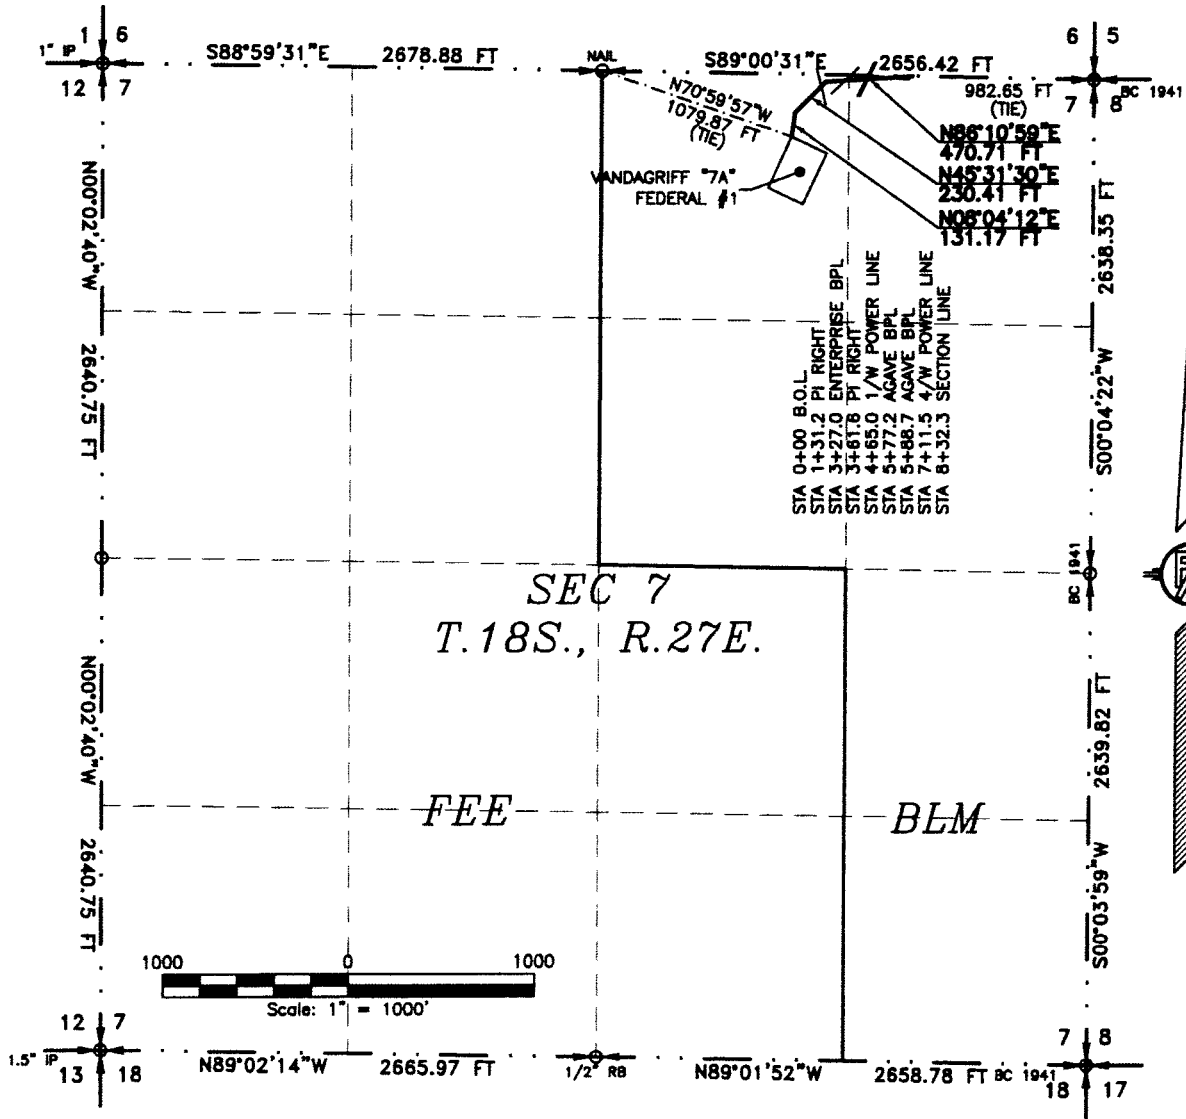 1 6
1" IP
12 7
S88°59'31"E 2678.88 FT
NAIL
S89°00'31"E 2656.42 FT
6 5
7 8
BC 1941
982.65 FT
(TIE)
N70°59'57"W
1079.87 FT
(TIE)
N86°10'59"E
470.71 FT
N45°31'30"E
230.41 FT
131.17 FT
VANDAGRIFF "7A"
FEDERAL #1
N00°02'40"W 2640.75 FT
2638.35 FT
S00°04'22"W
STA 0+00 B.O.L.
STA 1+31.2 PI RIGHT
STA 3+27.0 ENTERPRISE BPL
STA 3+61.6 PI RIGHT
STA 4+65.0 1/W POWER LINE
STA 5+77.2 AGAVE BPL
STA 5+88.7 AGAVE BPL
STA 7+11.5 4/W POWER LINE
STA 8+32.3 SECTION LINE
BC 1941
SEC 7
T.18S., R.27E.
N00°02'40"W 2640.75 FT
2639.82 FT
S00°03'59"W
FEE
BLM
1000 0 1000
Scale: 1" = 1000'
12 7
1.5" IP
13 18
N89°02'14"W 2665.97 FT
1/2" RB
N89°01'52"W 2658.78 FT
BC 1941
7 8
18 17